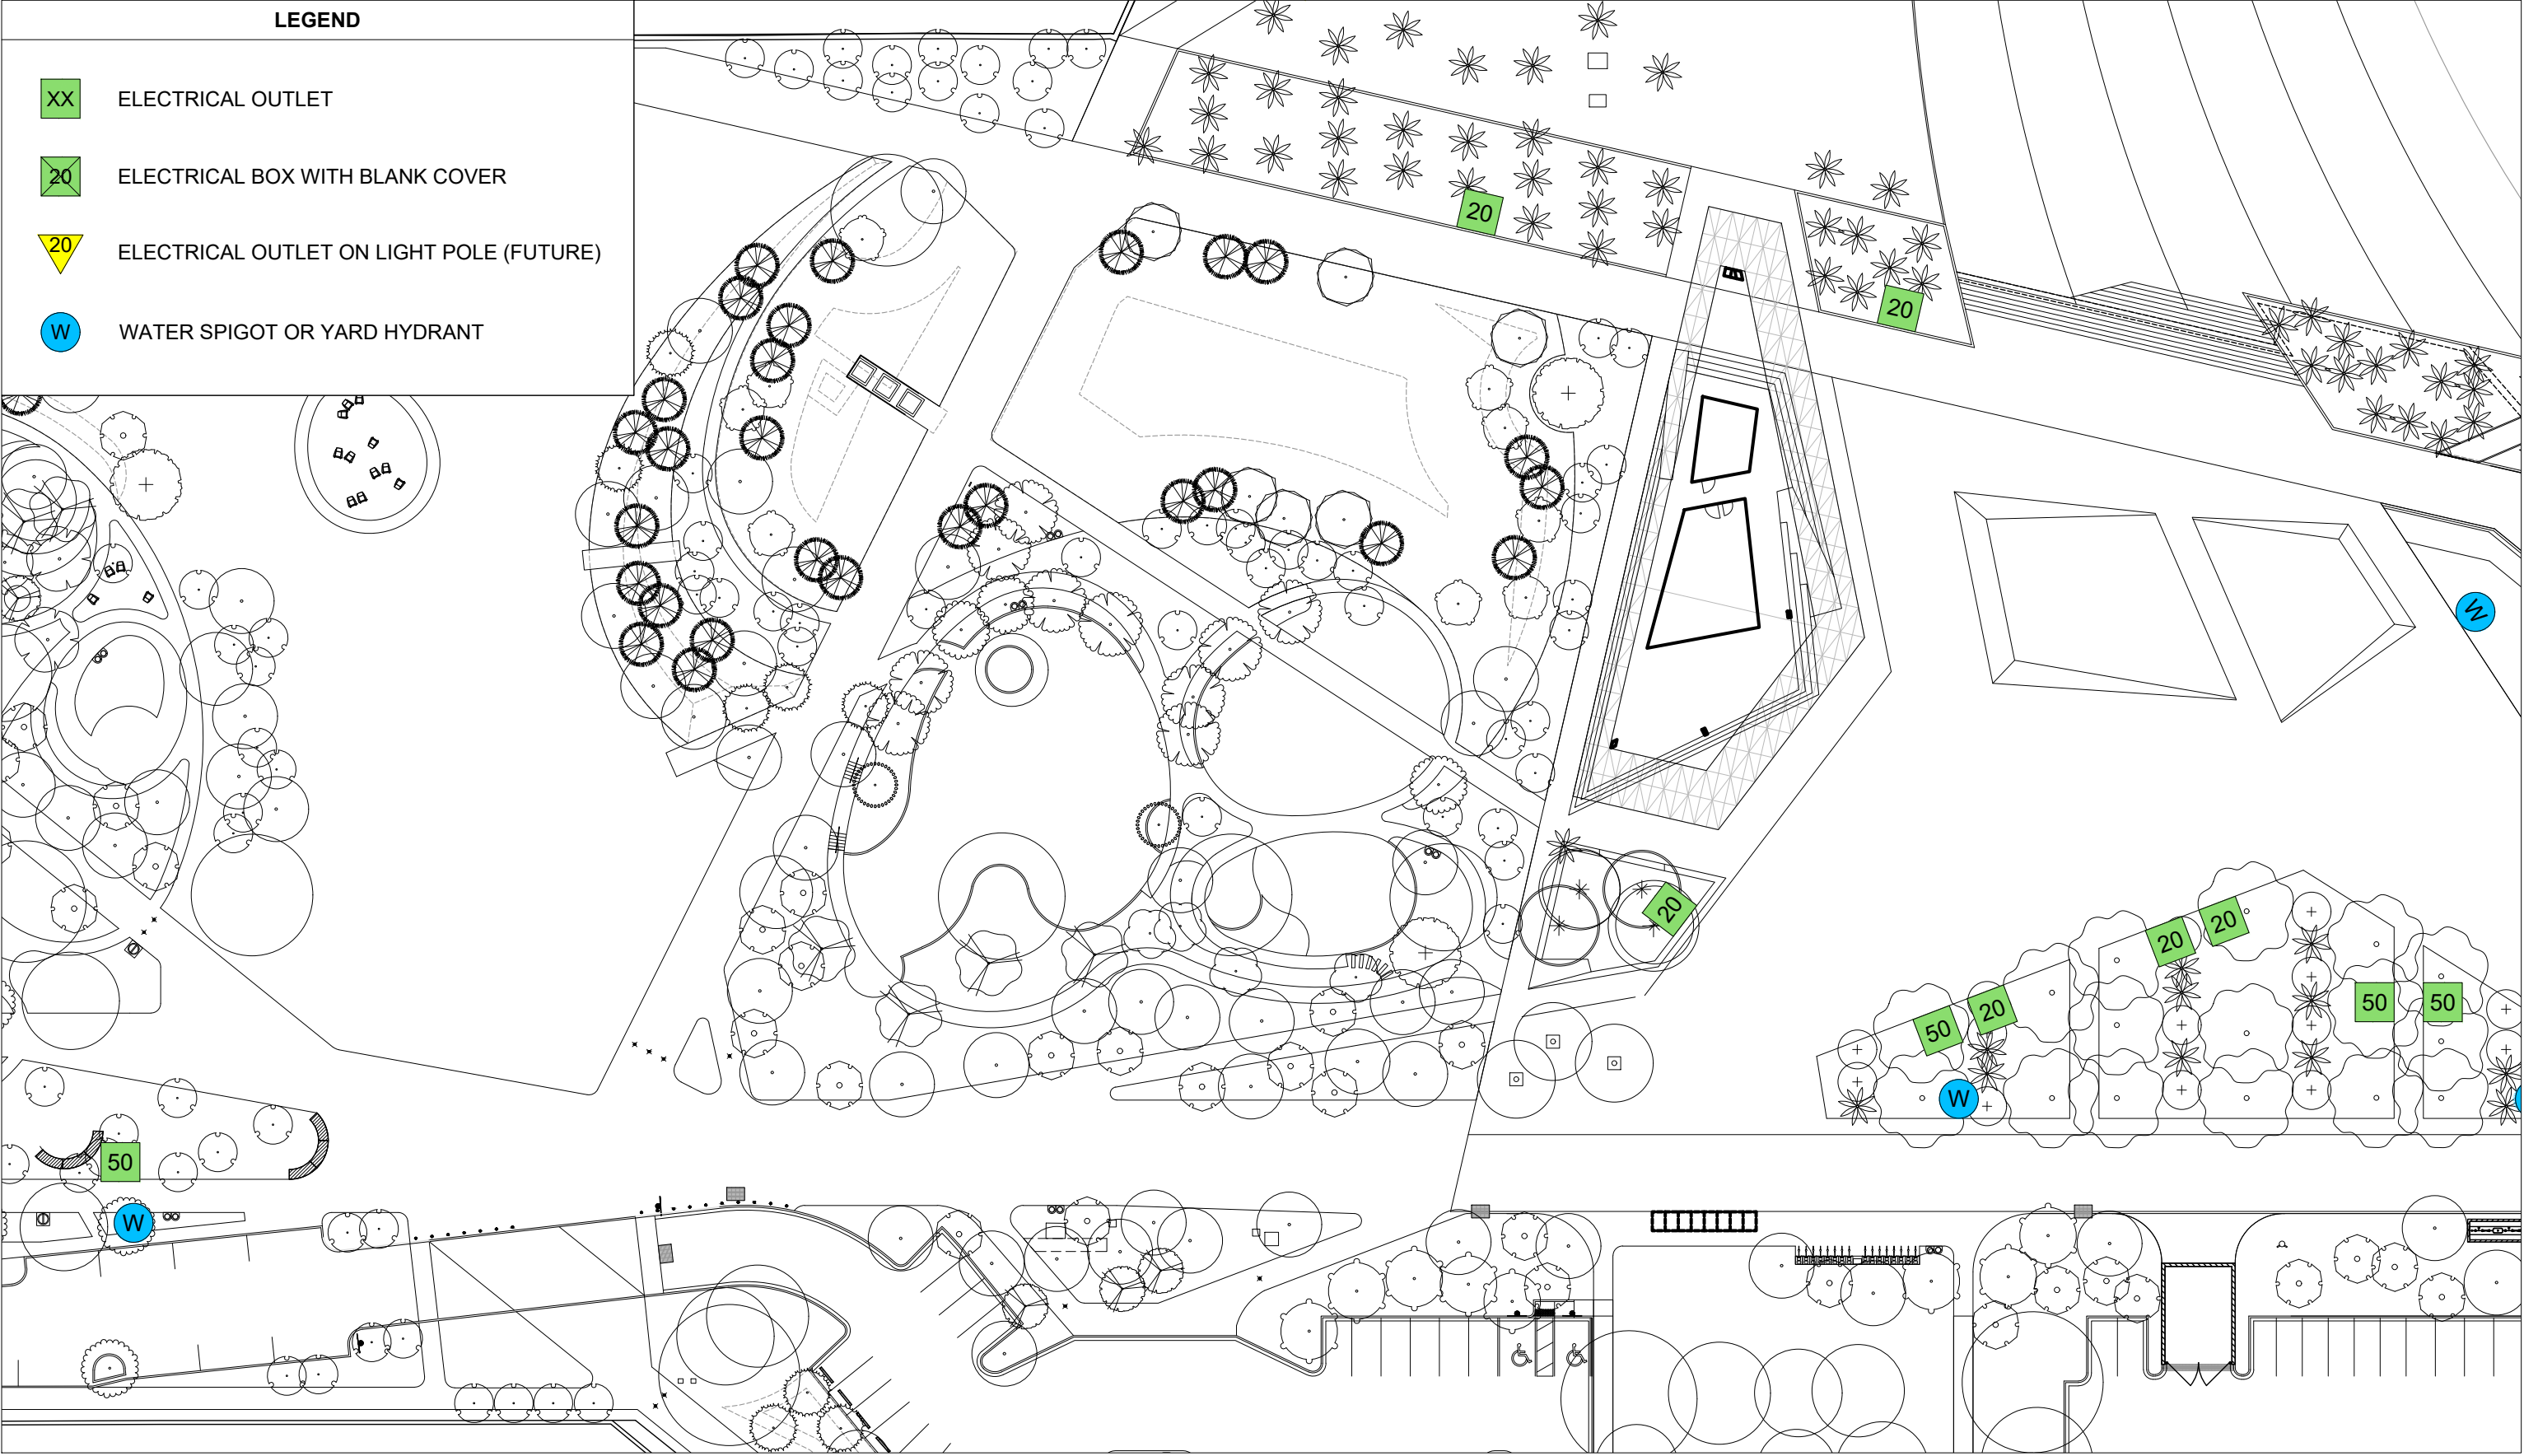 LEGEND
XX ELECTRICAL OUTLET
20 ELECTRICAL BOX WITH BLANK COVER
20 ELECTRICAL OUTLET ON LIGHT POLE (FUTURE)
W WATER SPIGOT OR YARD HYDRANT
20
20
W
20
20
20
50
50
20
50
W
50
W